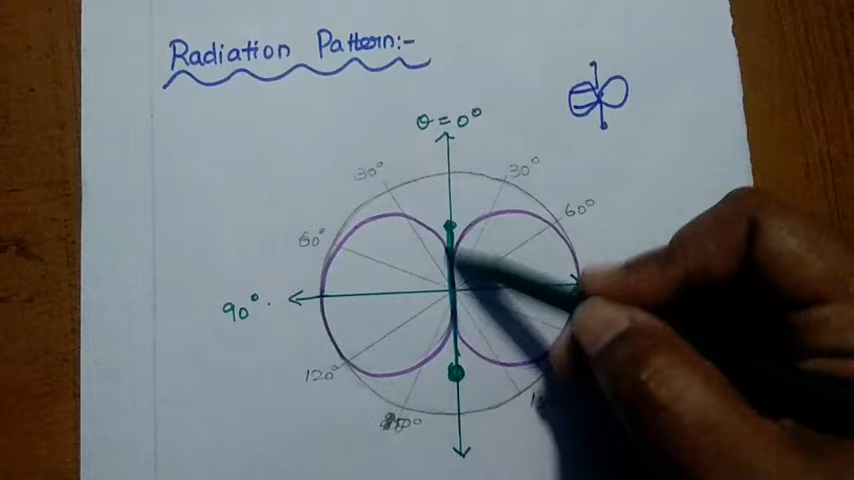 Radiation Pattern:-
θ = 0°
30° 30°
60° 60°
90°.
120°